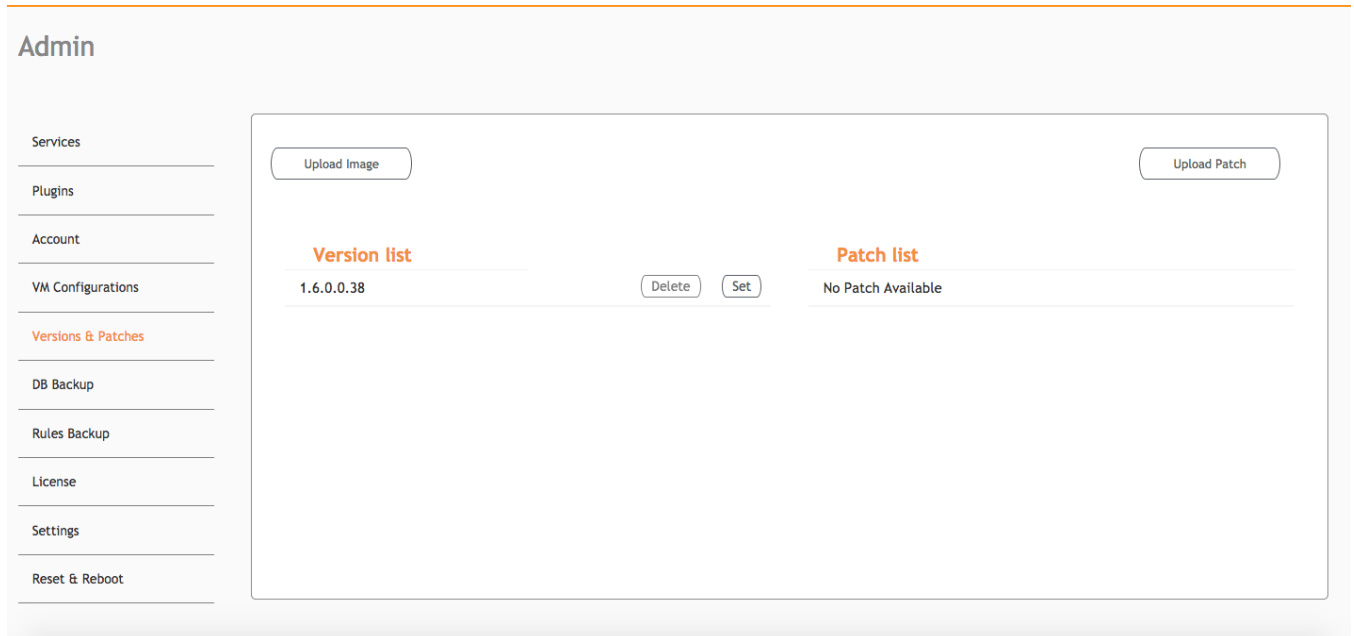 Admin
Services
Plugins
Account
VM Configurations
Versions & Patches
DB Backup
Rules Backup
License
Settings
Reset & Reboot
Upload Image
Upload Patch
Version list
1.6.0.0.38
Delete
Set
Patch list
No Patch Available